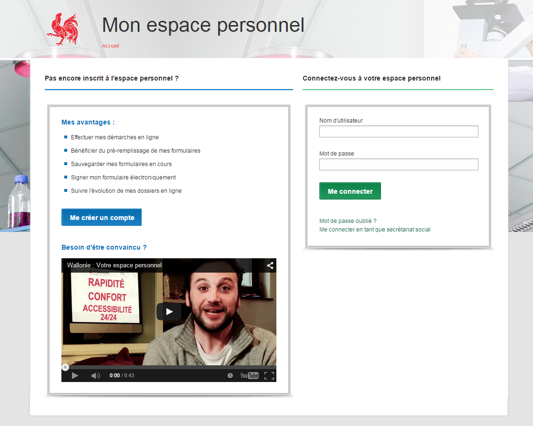 Mon espace personnel
Accueil
Pas encore inscrit à l'espace personnel ?
Mes avantages :
Effectuer mes démarches en ligne
Bénéficier du pré-remplissage de mes formulaires
Sauvegarder mes formulaires en cours
Signer mon formulaire électroniquement
Suivre l'évolution de mes dossiers en ligne
Me créer un compte
Besoin d'être convaincu ?
Wallonie : Votre espace personnel
RAPIDITÉ
CONFORT
ACCESSIBILITÉ
24/24
0:00 / 0:43
YouTube
Connectez-vous à votre espace personnel
Nom d'utilisateur
Mot de passe
Me connecter
Mot de passe oublié ?
Me connecter en tant que secrétariat social